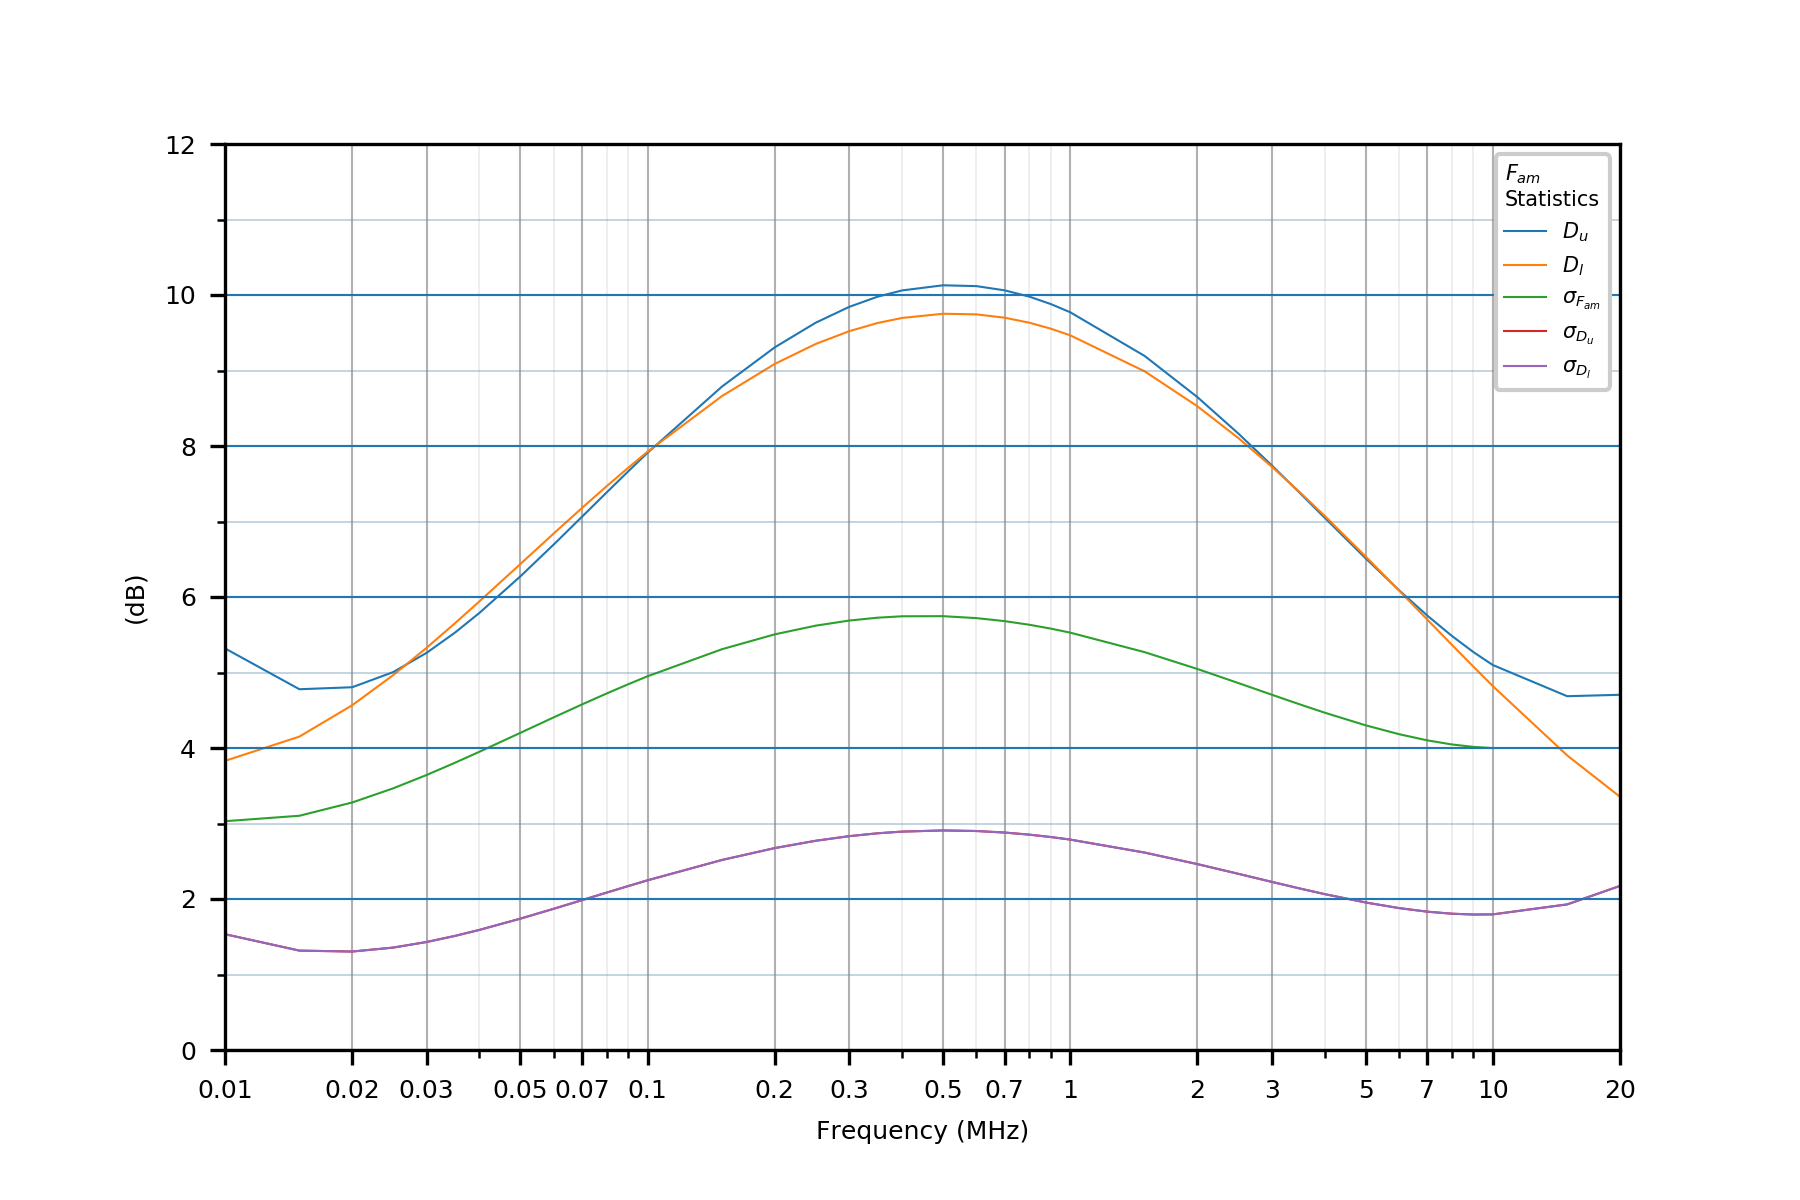 12
10
8
6
4
2
0
(dB)
F_am
Statistics
D_u
D_l
σ_F_am
σ_D_u
σ_D_l
0.01 0.02 0.03 0.05 0.07 0.1 0.2 0.3 0.5 0.7 1 2 3 5 7 10 20
Frequency (MHz)